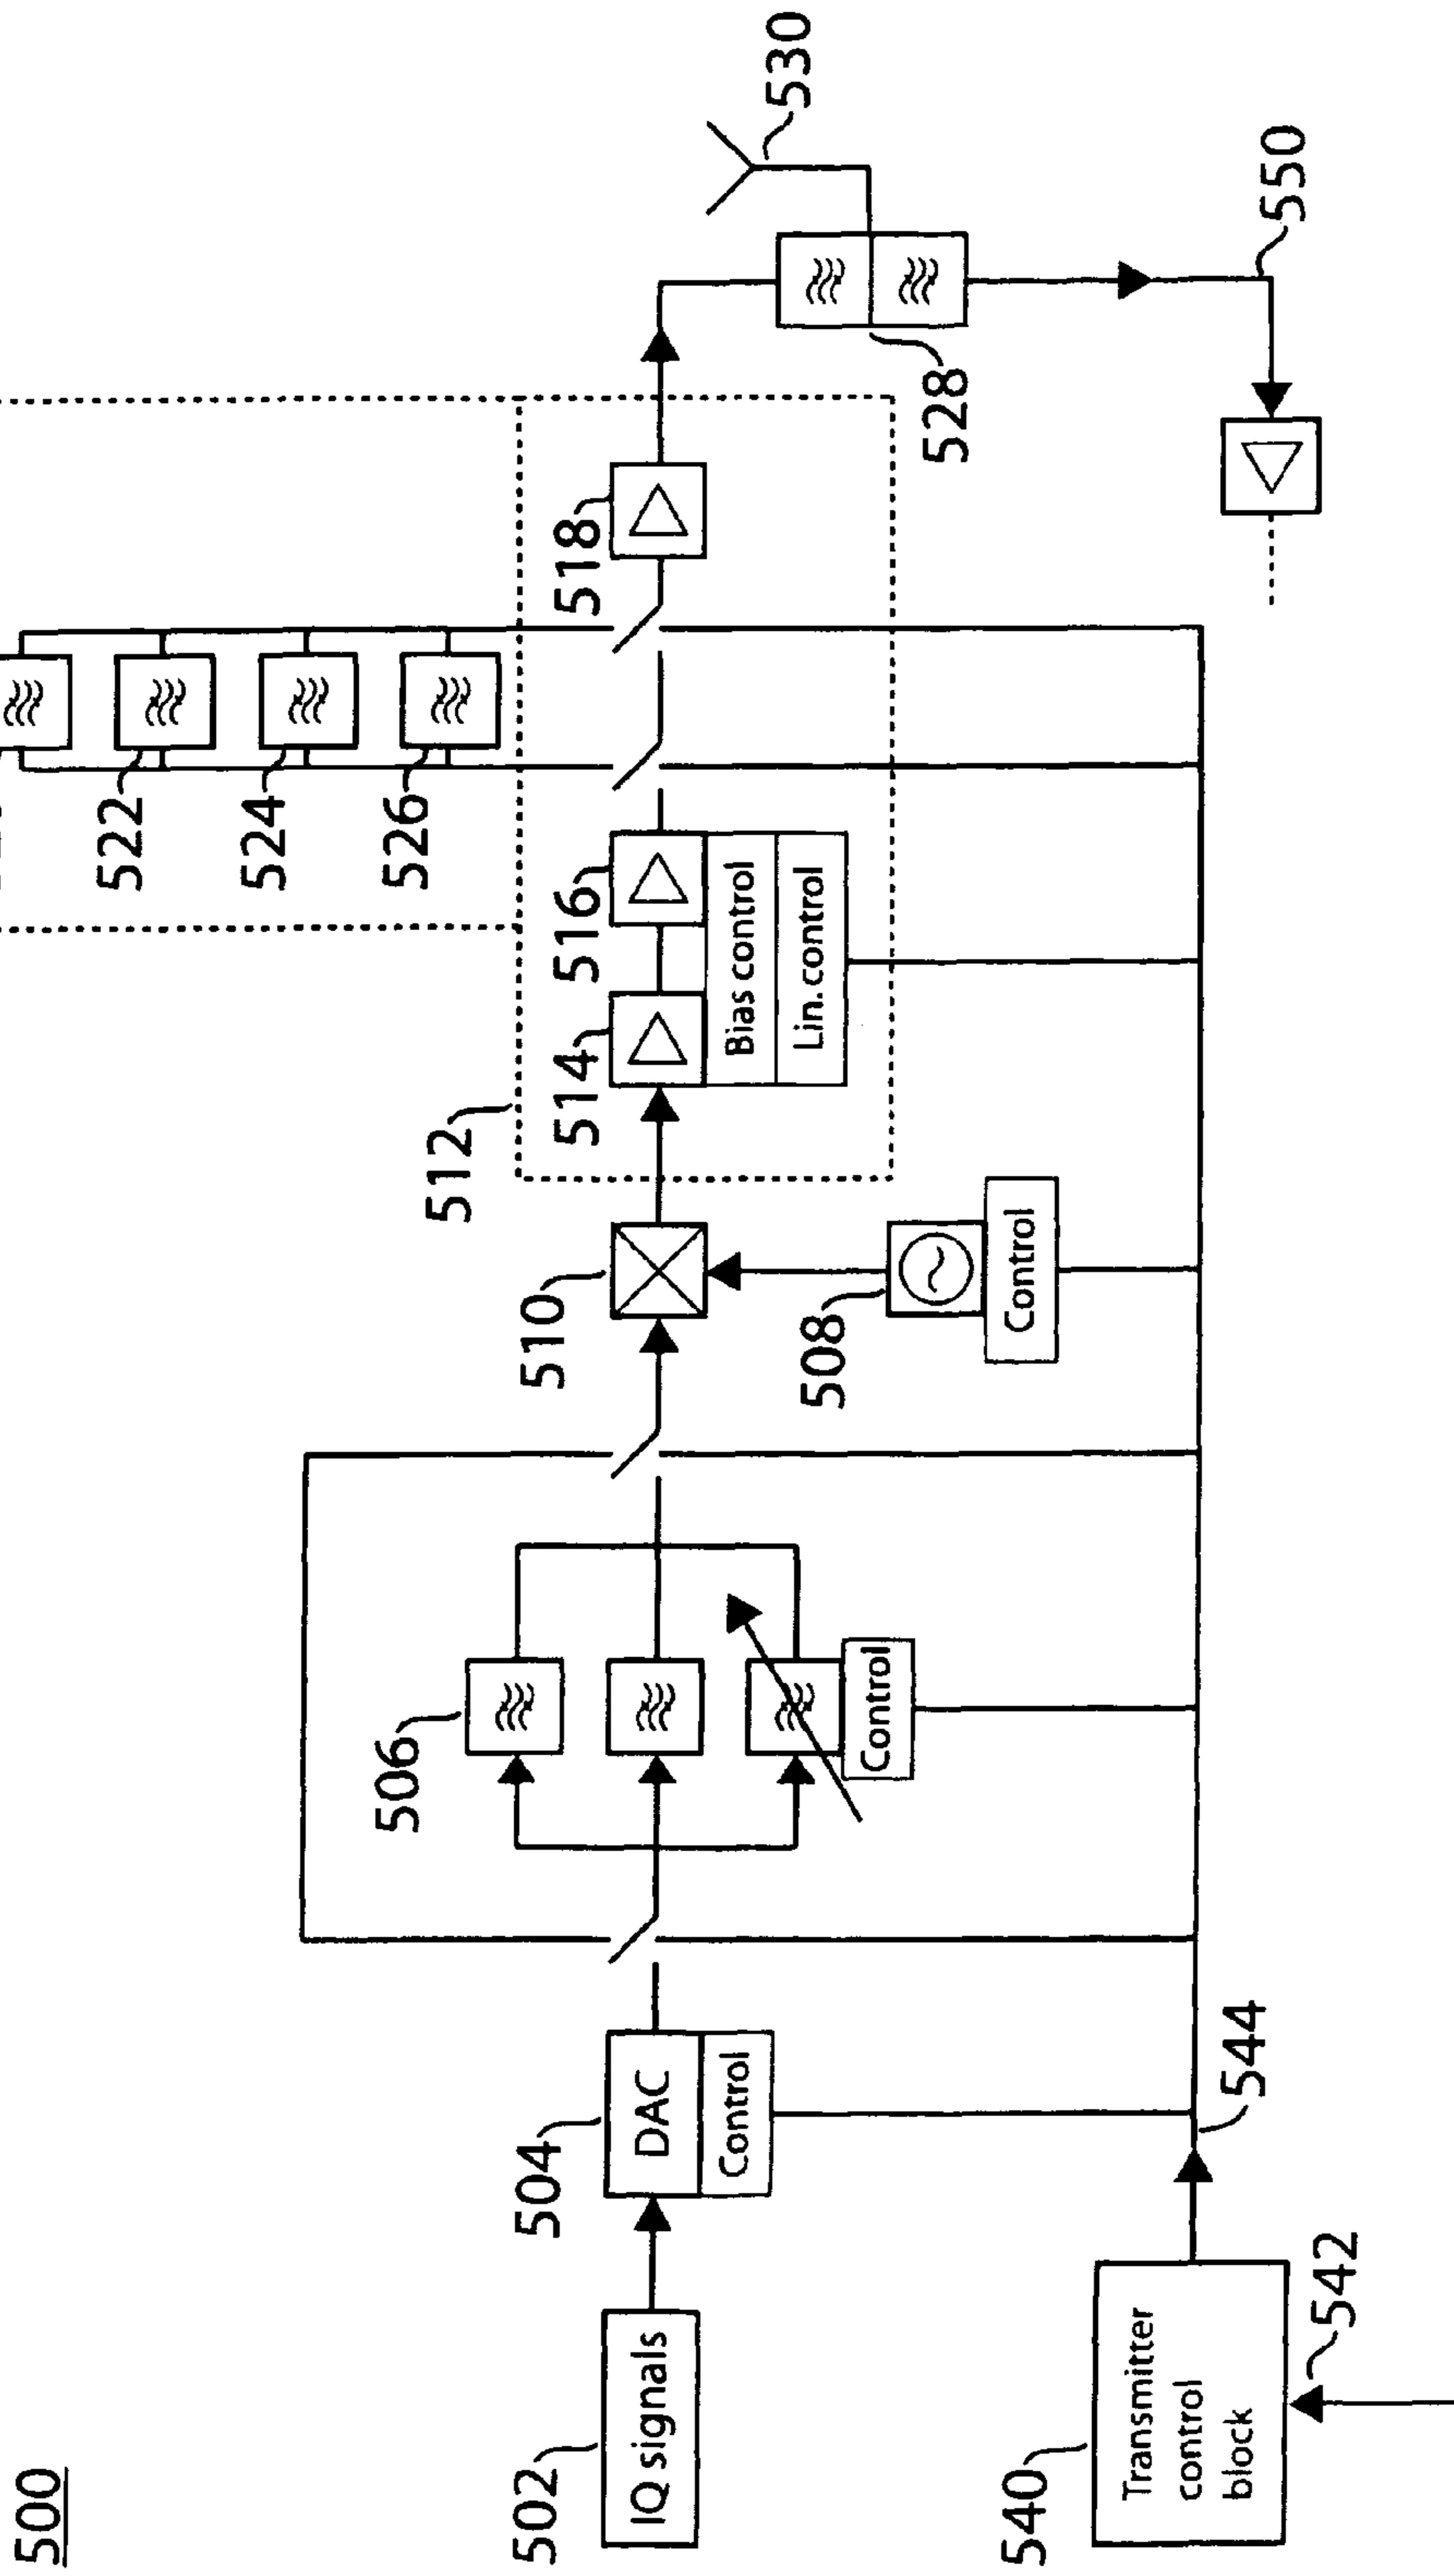 500
522
524
526
530
512
514
516
518
Bias control
Lin. control
528
550
506
Control
510
508
Control
502
IQ signals
504
DAC
Control
540
Transmitter
control
block
542
544